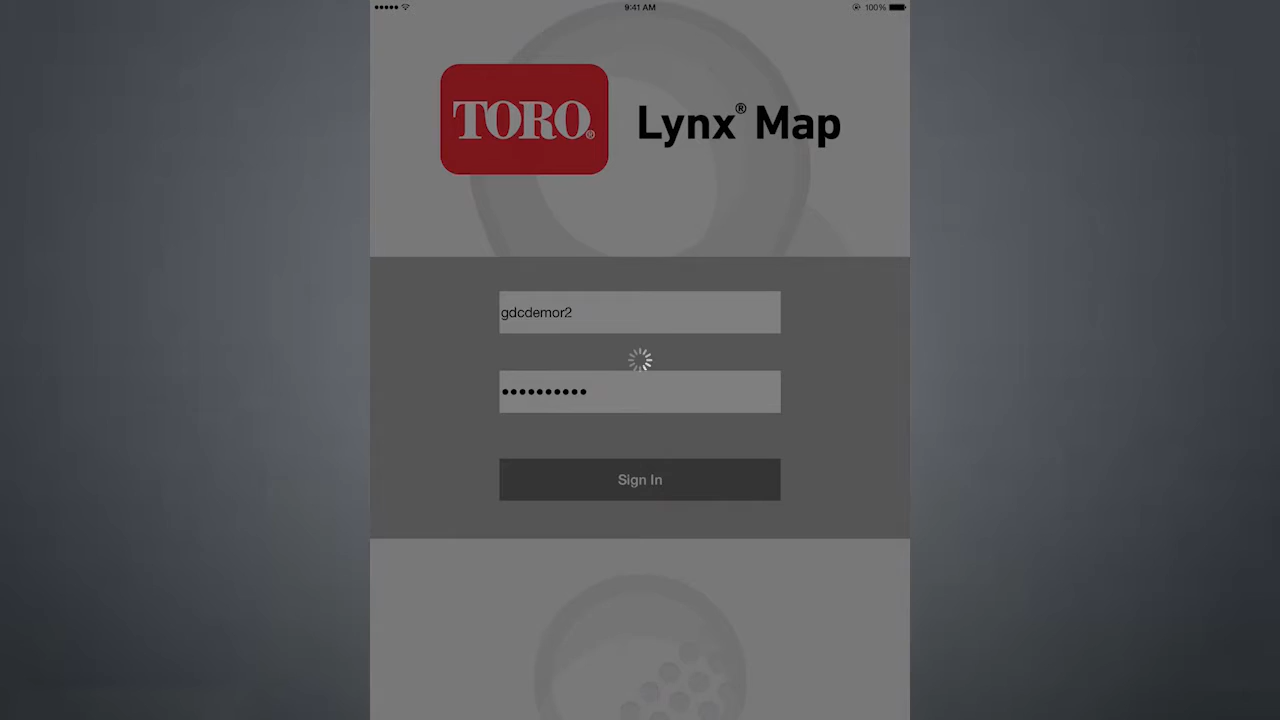 9:41 AM
100%
TORO®
Lynx® Map
gdcdemor2
••••••••••
Sign In